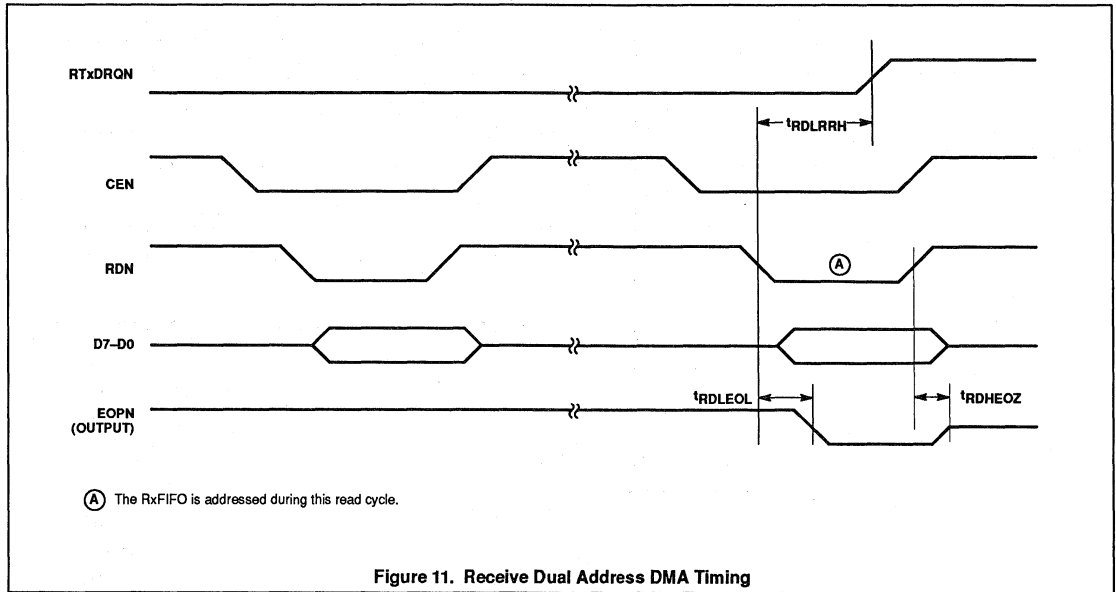 RTxDRQN
tRDLRRH
CEN
RDN
A
D7–D0
tRDLEOL
tRDHEOZ
EOPN
(OUTPUT)
A The RxFIFO is addressed during this read cycle.
Figure 11. Receive Dual Address DMA Timing